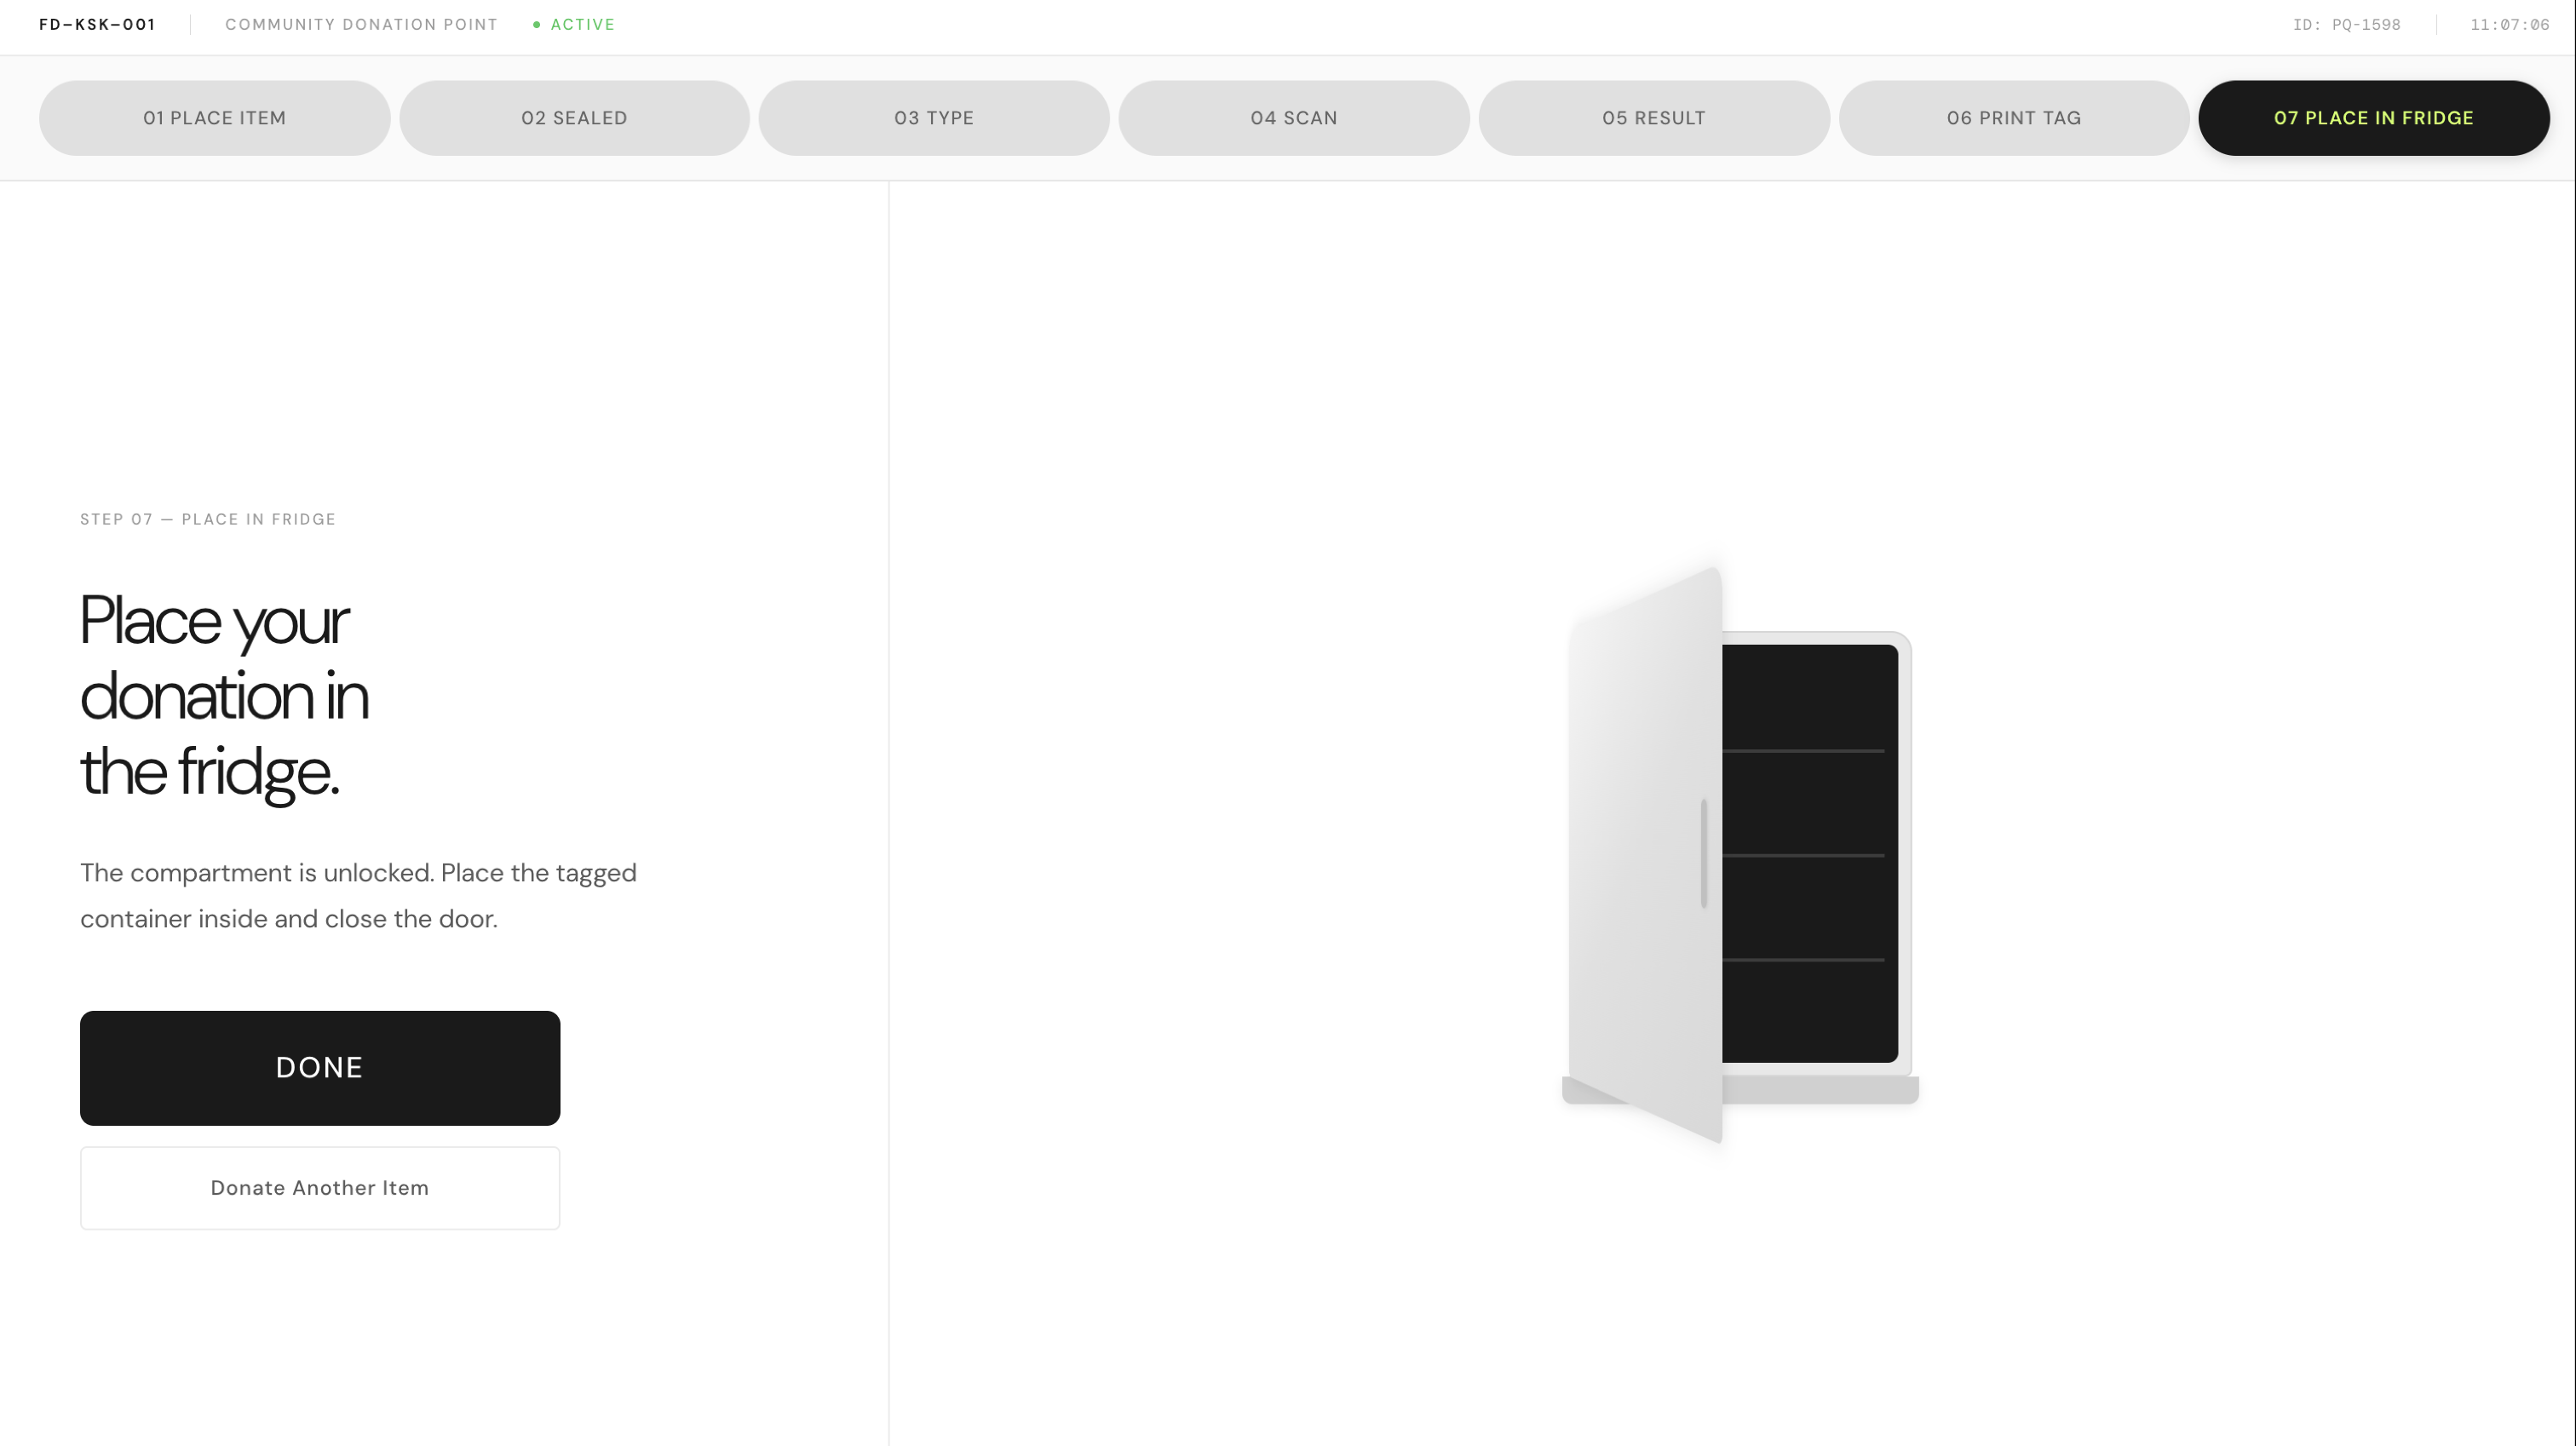 FD–KSK–001
COMMUNITY DONATION POINT
ACTIVE
ID: PQ-1598
11:07:06
01 PLACE ITEM
02 SEALED
03 TYPE
04 SCAN
05 RESULT
06 PRINT TAG
07 PLACE IN FRIDGE
STEP 07 — PLACE IN FRIDGE
Place your
donation in
the fridge.
The compartment is unlocked. Place the tagged
container inside and close the door.
DONE
Donate Another Item